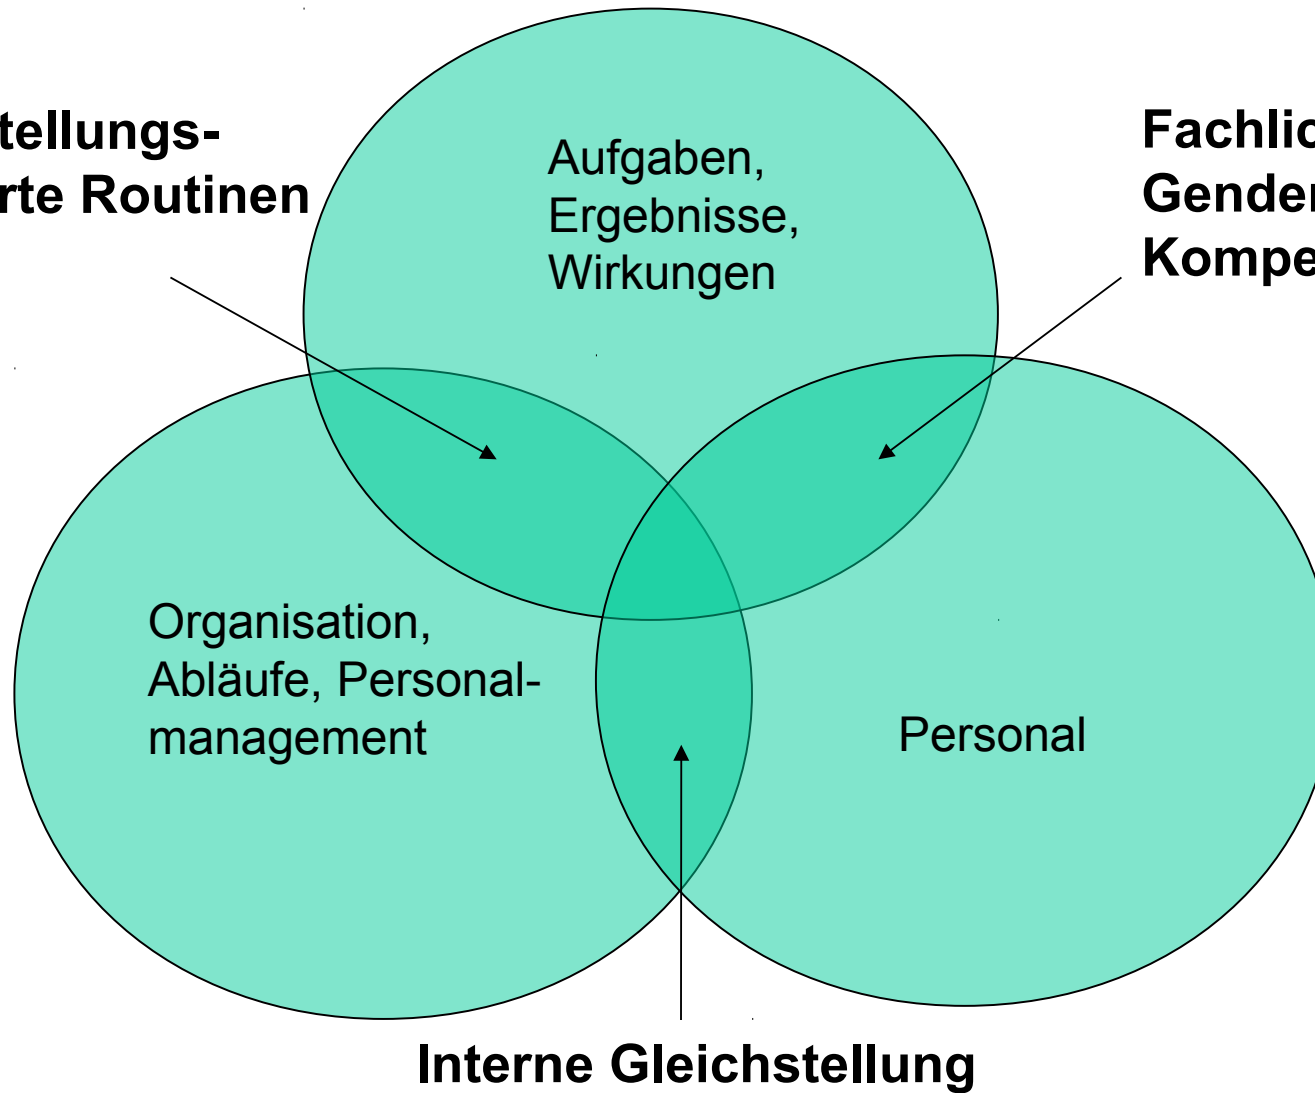 tellungs-
rte Routinen
Aufgaben,
Ergebnisse,
Wirkungen
Fachlic
Gender
Kompe
Organisation,
Abläufe, Personal-
management
Personal
Interne Gleichstellung